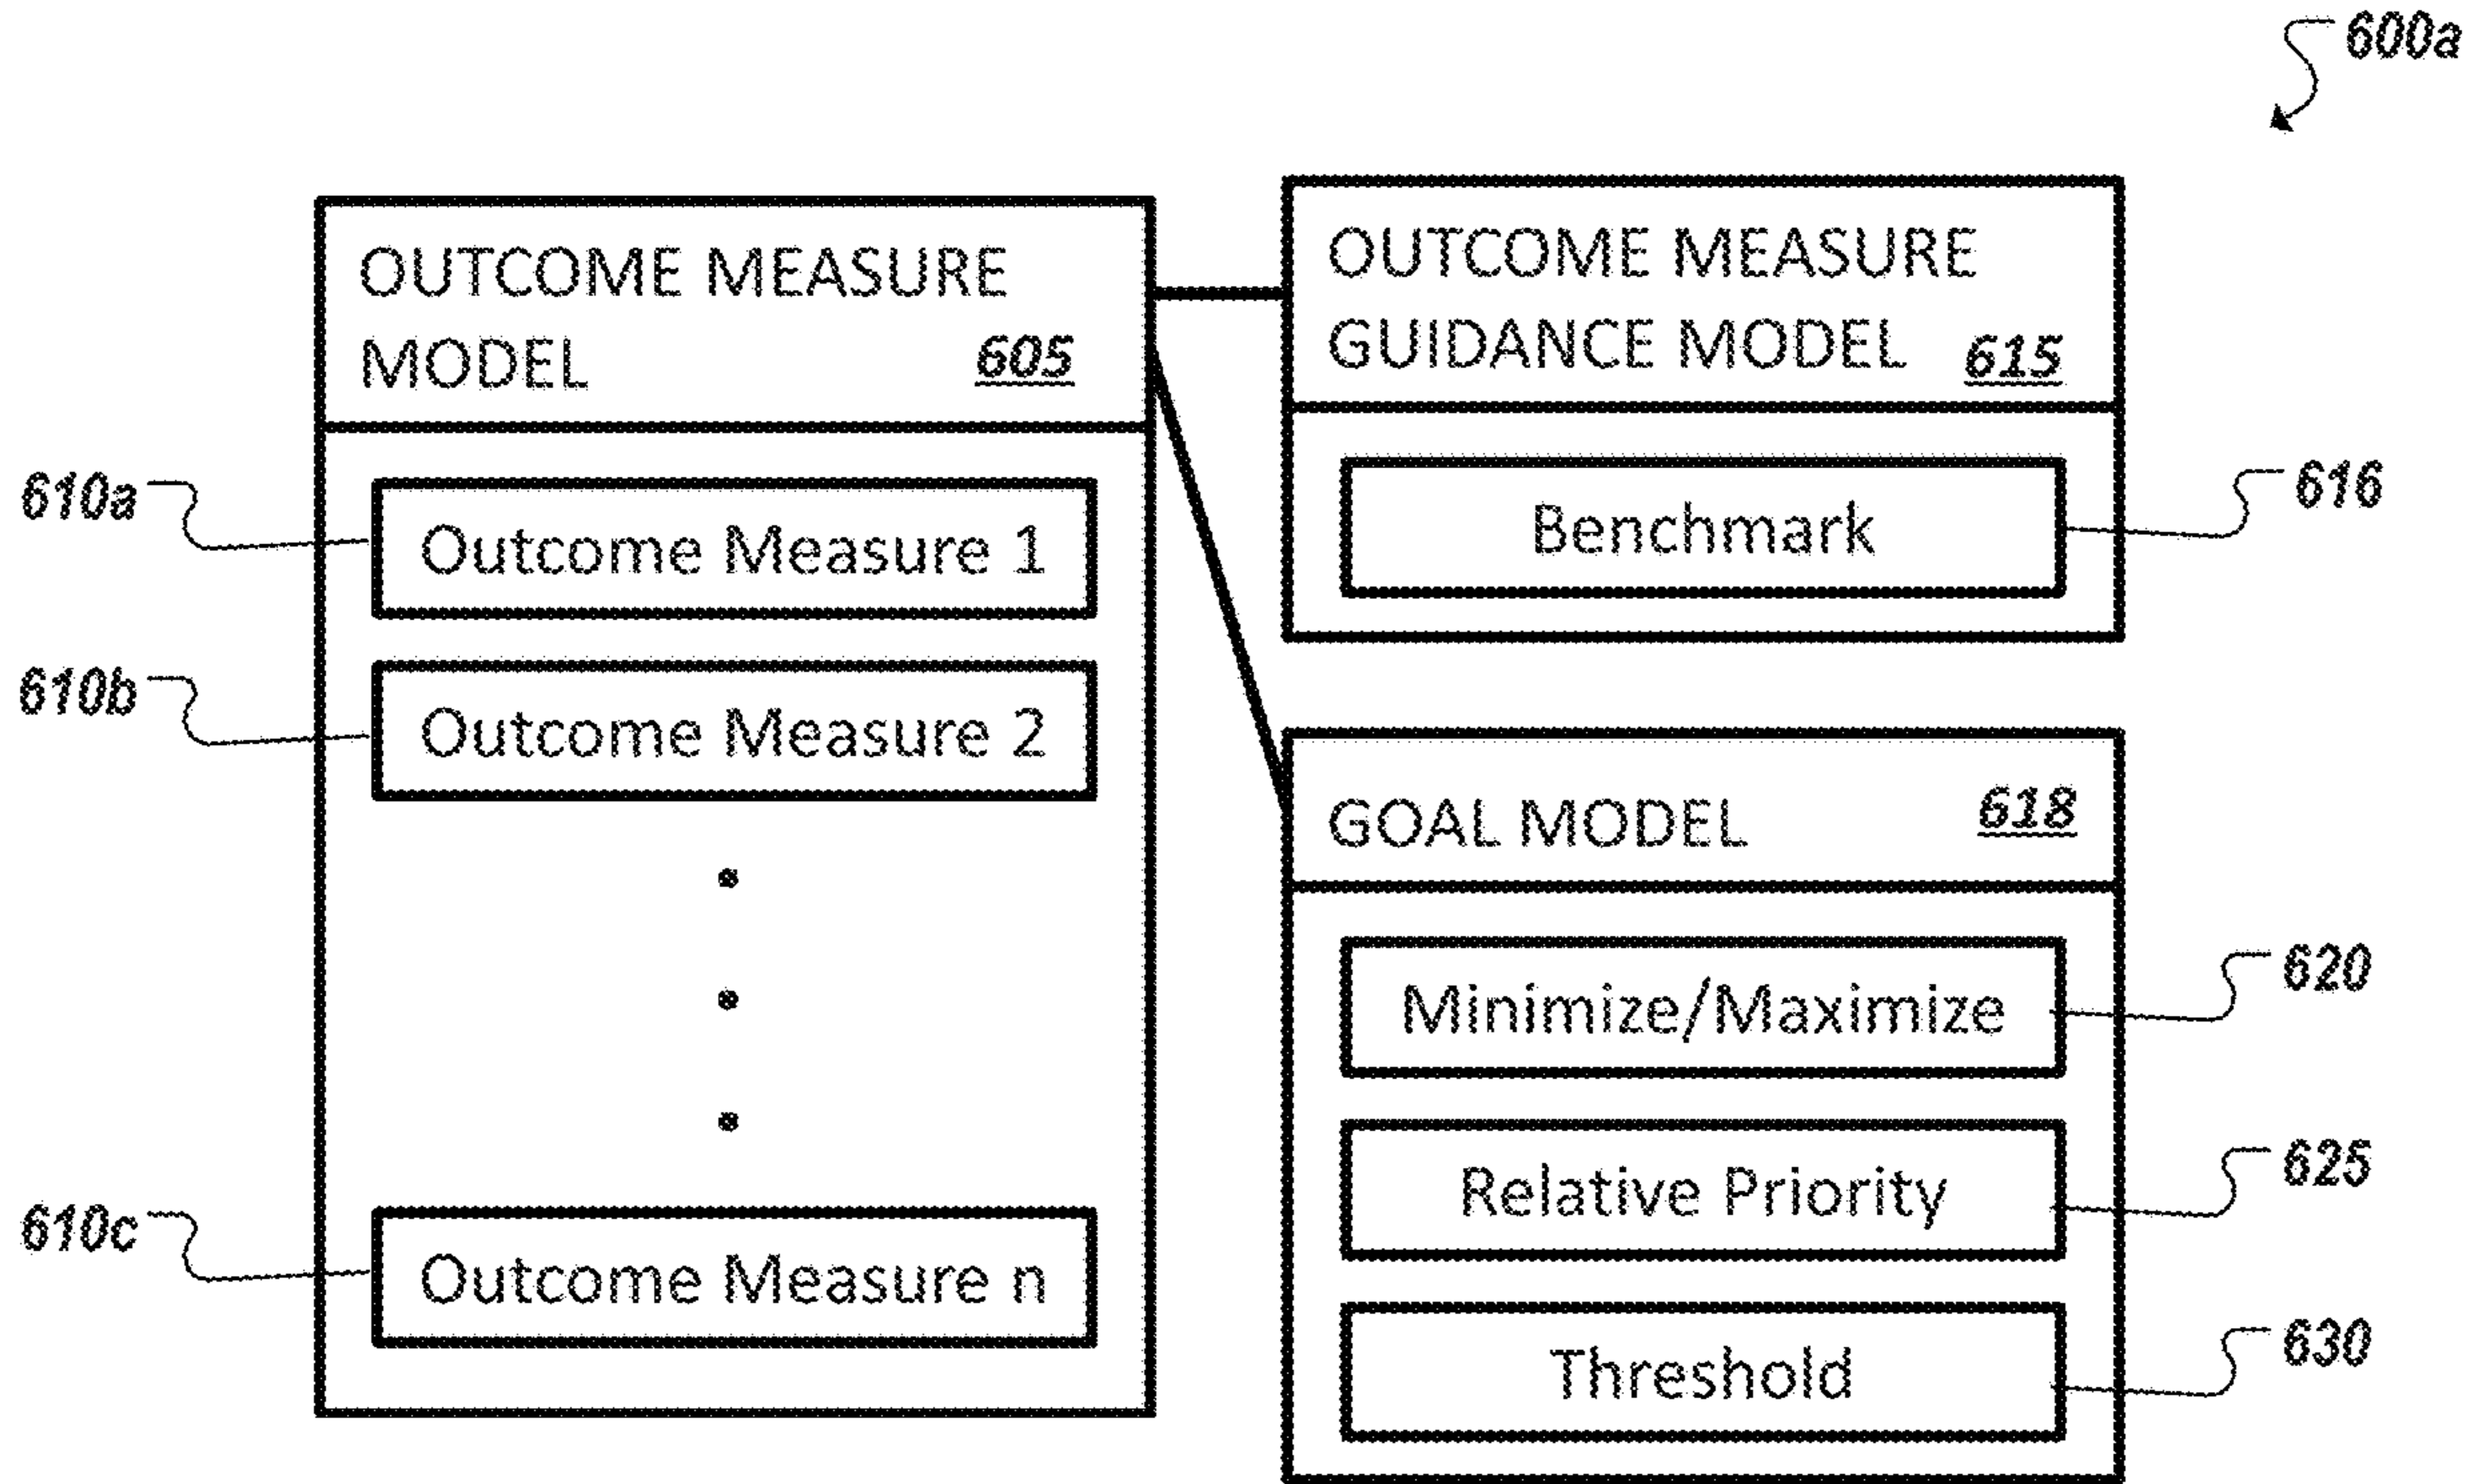 600a
OUTCOME MEASURE
MODEL 605
610a
Outcome Measure 1
610b
Outcome Measure 2
610c
Outcome Measure n
OUTCOME MEASURE
GUIDANCE MODEL 615
Benchmark
616
GOAL MODEL 618
Minimize/Maximize
620
Relative Priority
625
Threshold
630